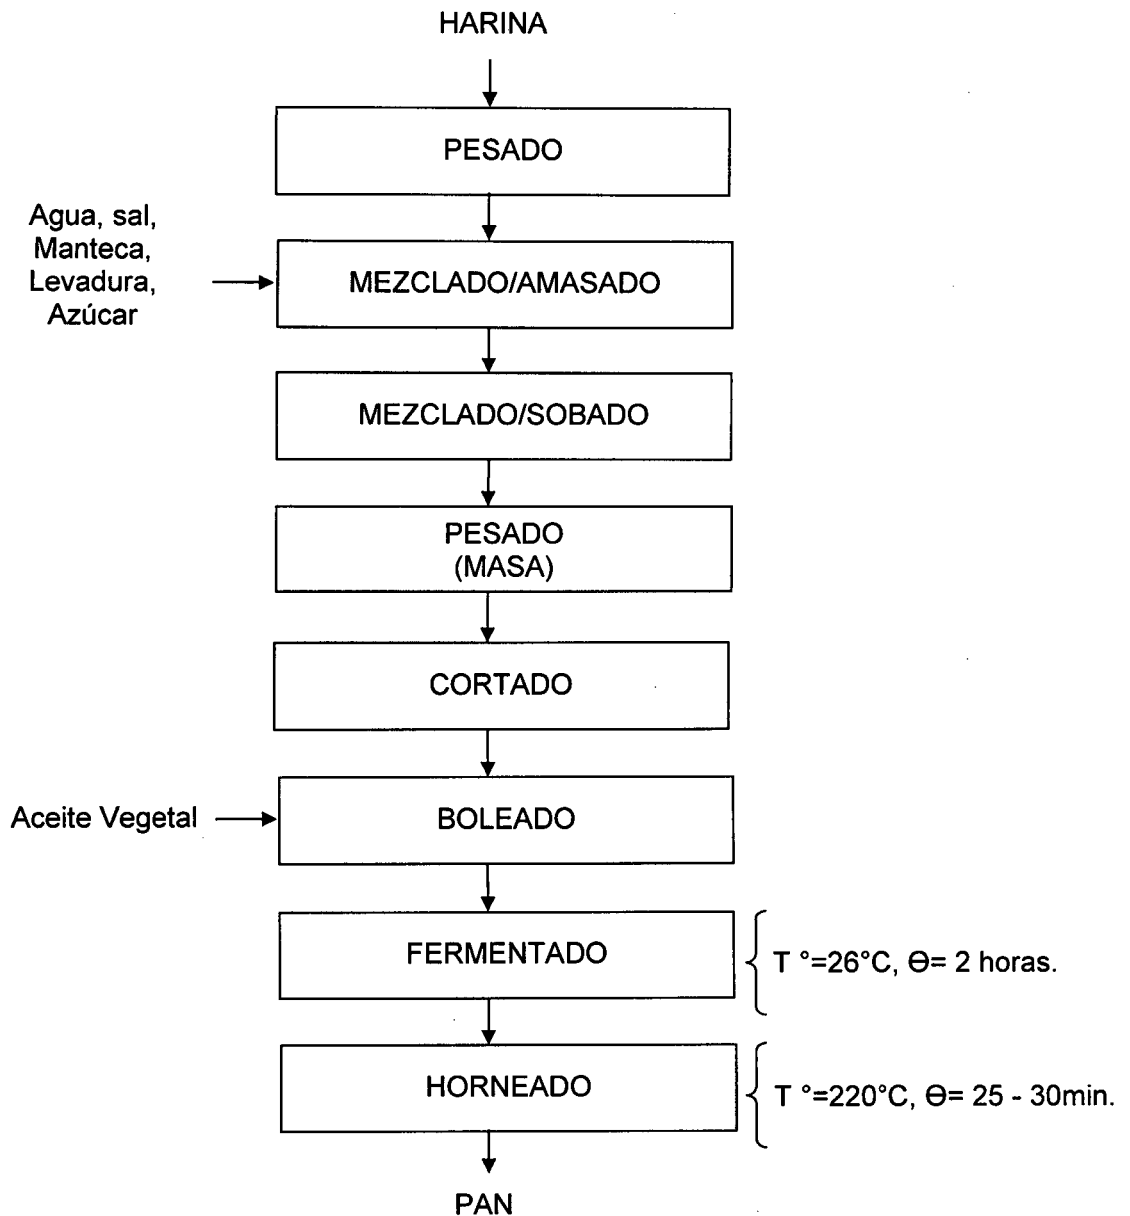 HARINA
PESADO
Agua, sal,
Manteca,
Levadura,
Azúcar
MEZCLADO/AMASADO
MEZCLADO/SOBADO
PESADO
(MASA)
CORTADO
Aceite Vegetal
BOLEADO
FERMENTADO
T °=26°C, Ɵ= 2 horas.
HORNEADO
T °=220°C, Ɵ= 25 - 30min.
PAN